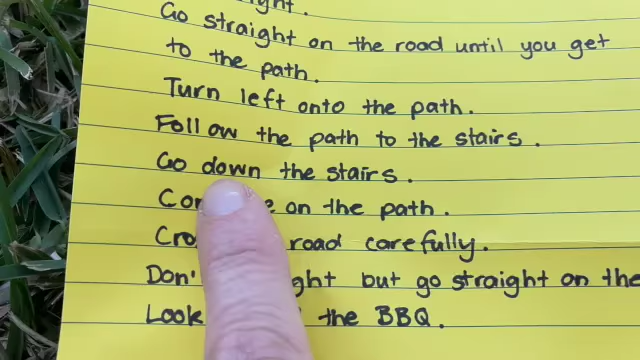 Go straight on the road until you get
to the path.
Turn left onto the path.
Follow the path to the stairs.
Go down the stairs.
on the path.
road carefully.
but go straight on the
Look the BBQ.